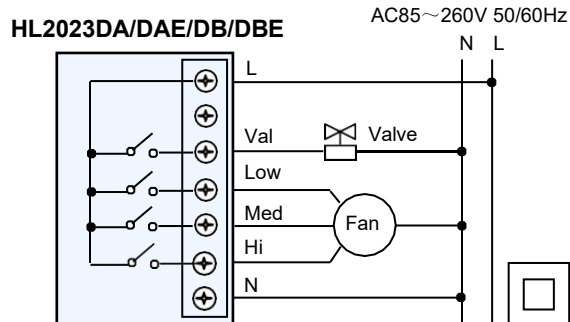 AC85～260V 50/60Hz
HL2023DA/DAE/DB/DBE
N L
L
Val
Valve
Low
Med
Fan
Hi
N